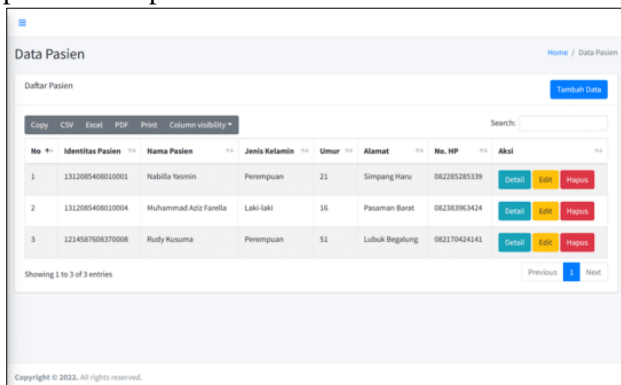 Data Pasien
Home / Data Pasien
Daftar Pasien
Tambah Data
Copy CSV Excel PDF Print Column visibility
Search:
No Identitas Pasien Nama Pasien Jenis Kelamin Umur Alamat No. HP Aksi
1 1312085408010001 Nabilla Yasmin Perempuan 21 Simpang Haru 082285285339 Detail Edit Hapus
2 1312085408010004 Muhammad Aziz Farella Laki-laki 16 Pasaman Barat 082383963424 Detail Edit Hapus
3 1214587608370008 Rudy Kusuma Perempuan 51 Lubuk Begalung 082170424141 Detail Edit Hapus
Showing 1 to 3 of 3 entries
Previous 1 Next
Copyright © 2022. All rights reserved.